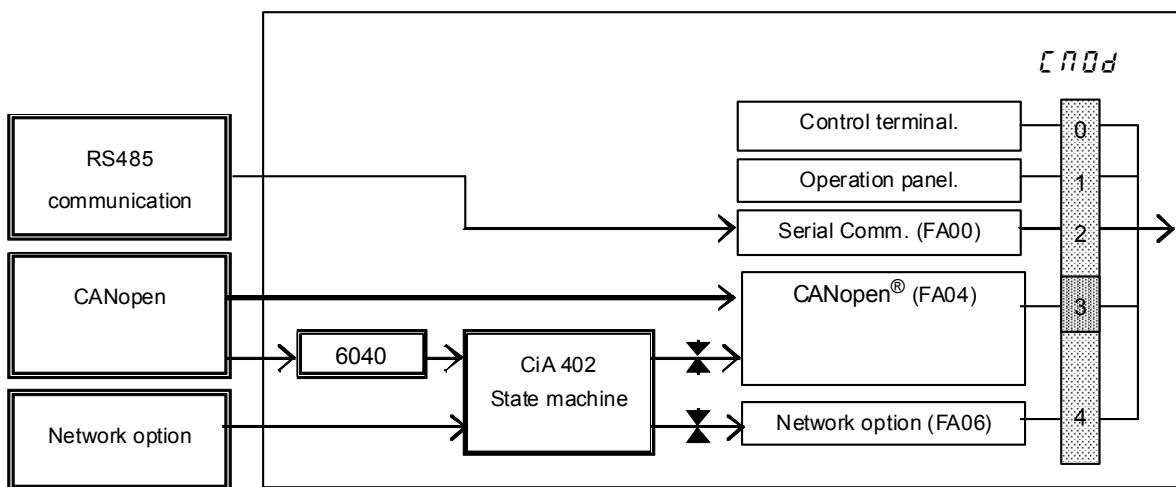 CMOd
RS485
communication
CANopen
Network option
6040
CiA 402
State machine
Control terminal.
Operation panel.
Serial Comm. (FA00)
CANopen® (FA04)
Network option (FA06)
0
1
2
3
4